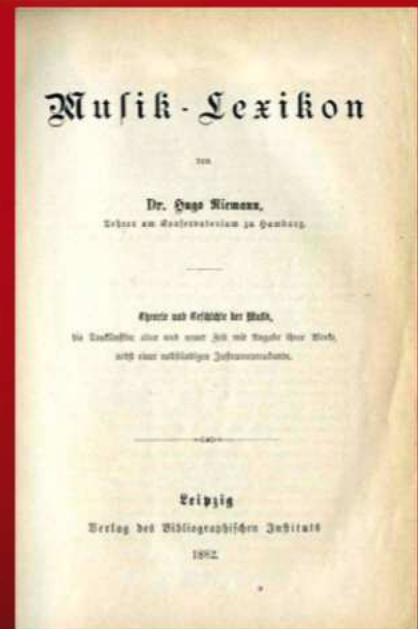 Musik-Lexikon
von
Dr. Hugo Riemann,
Lehrer am Konservatorium zu Hamburg.
Theorie und Geschichte der Musik,
die Tonkünstler alter und neuer Zeit mit Angabe ihrer Werke,
nebst einer vollständigen Instrumentenkunde.
Leipzig
Verlag des Bibliographischen Instituts
1882.